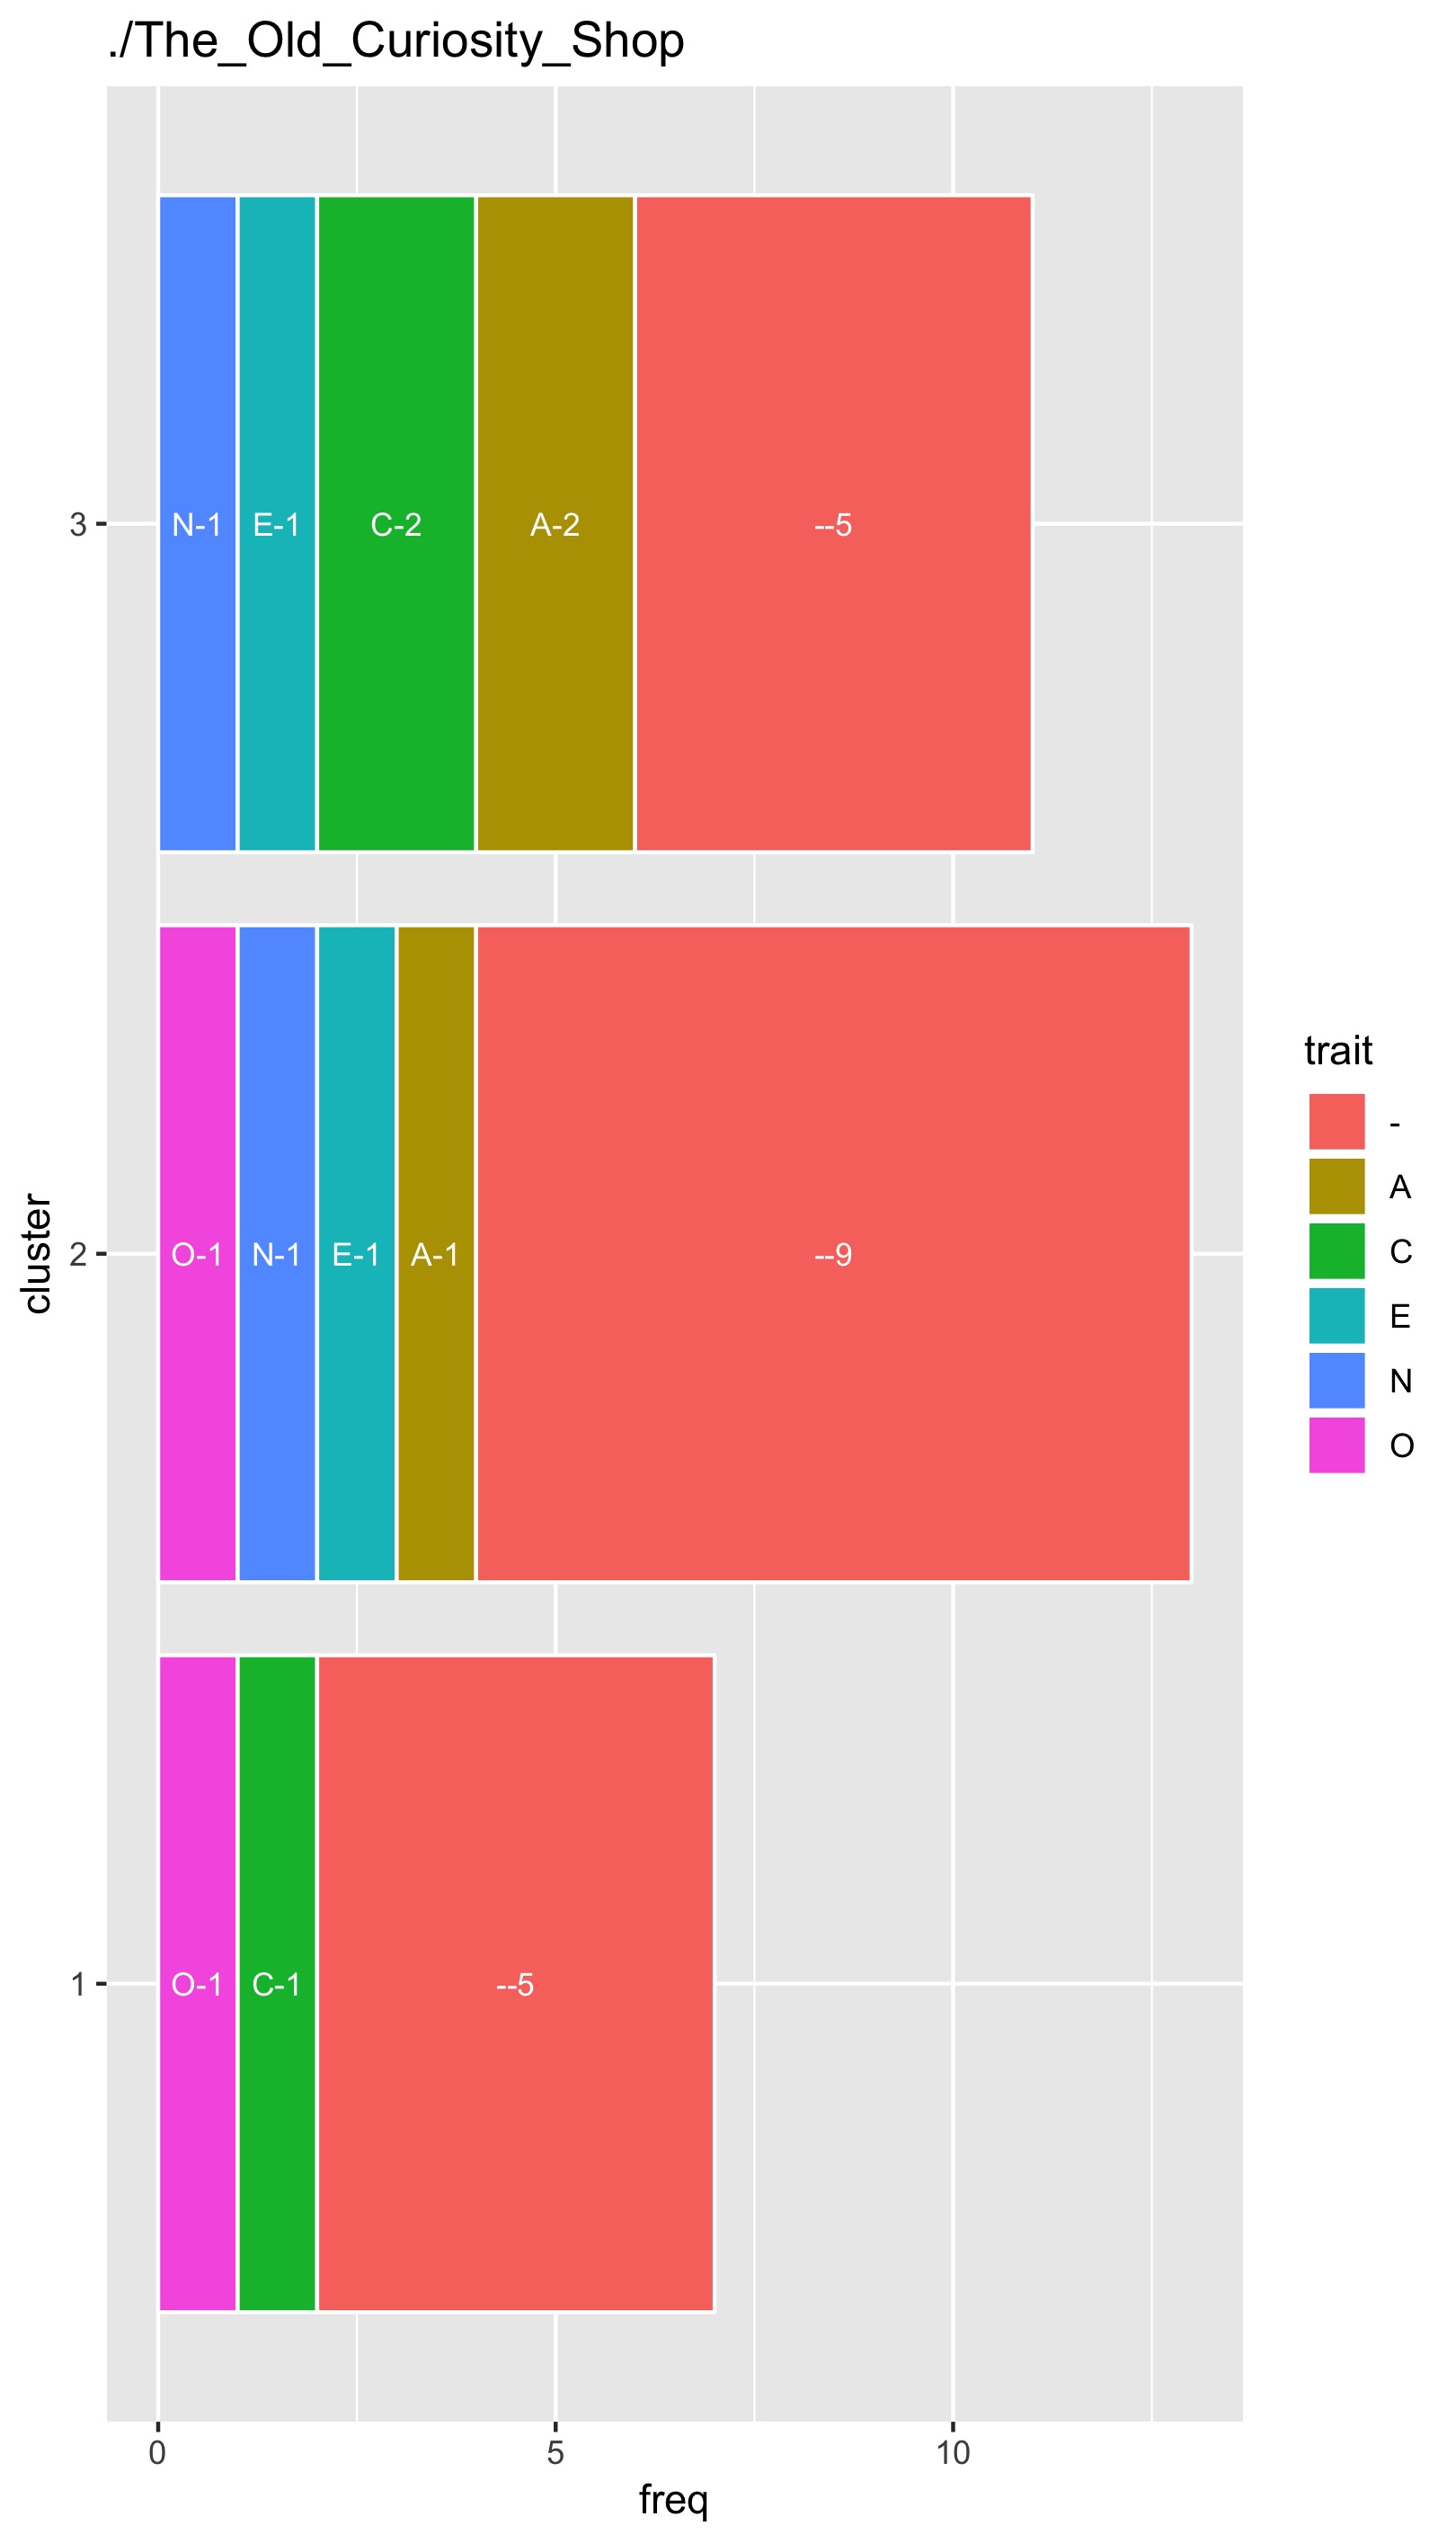 ./The_Old_Curiosity_Shop
3
N-1 E-1 C-2 A-2 --5
cluster
2
O-1 N-1 E-1 A-1 --9
1
O-1 C-1 --5
0 5 10
freq
trait
-
A
C
E
N
O